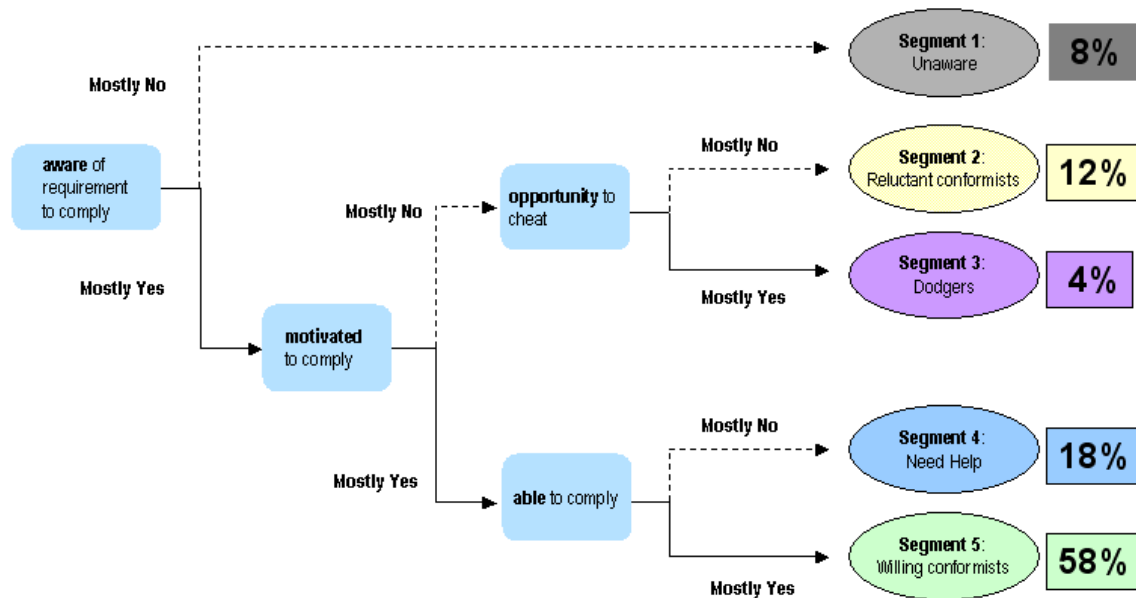 Segment 1:
Unaware
8%
Mostly No
aware of
requirement
to comply
Mostly No
Segment 2:
Reluctant conformists
12%
Mostly No
opportunity to
cheat
Segment 3:
Dodgers
4%
Mostly Yes
Mostly Yes
motivated
to comply
Mostly No
Segment 4:
Need Help
18%
Mostly Yes
able to comply
Segment 5:
Willing conformists
58%
Mostly Yes